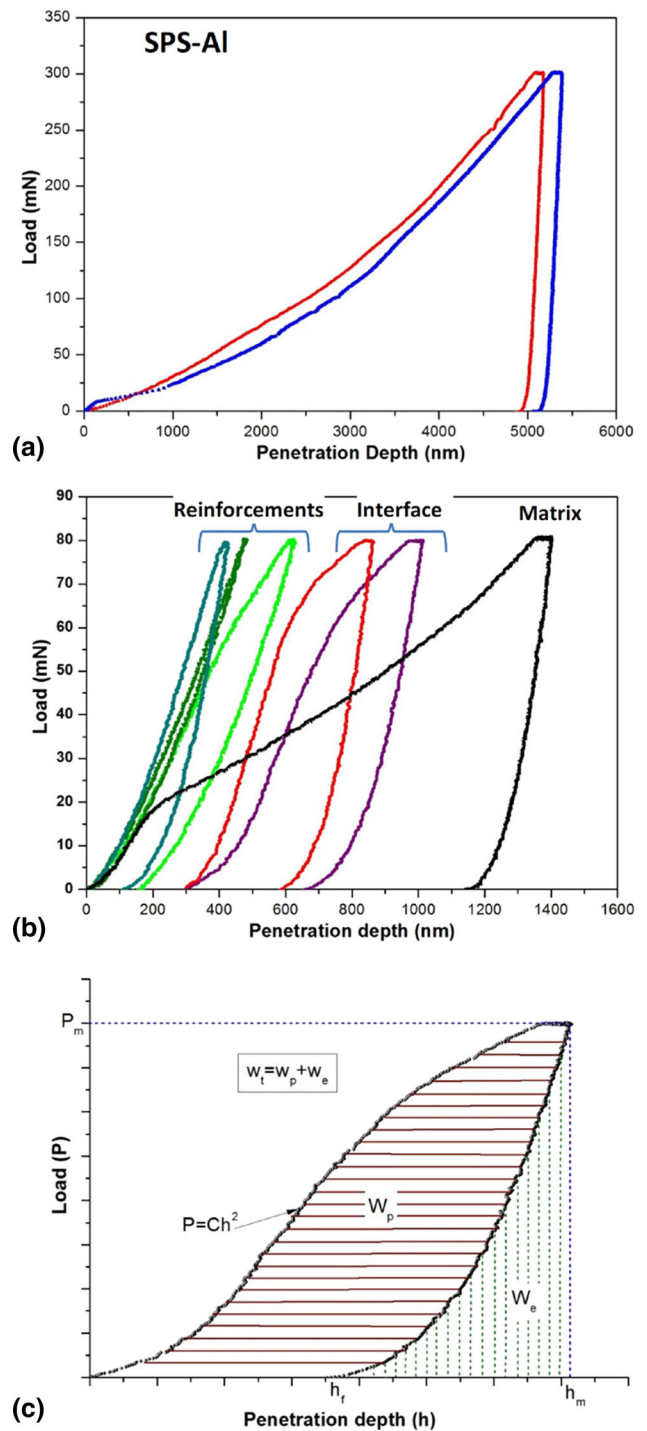 SPS-Al
350
300
250
200
150
100
50
0
Load (mN)
0 1000 2000 3000 4000 5000 6000
Penetration Depth (nm)
(a)
Reinforcements Interface Matrix
90
80
70
60
50
40
30
20
10
0
Load (mN)
0 200 400 600 800 1000 1200 1400 1600
Penetration depth (nm)
(b)
Pm
wt=wp+we
Load (P)
P=Ch²
Wp
We
hf hm
Penetration depth (h)
(c)